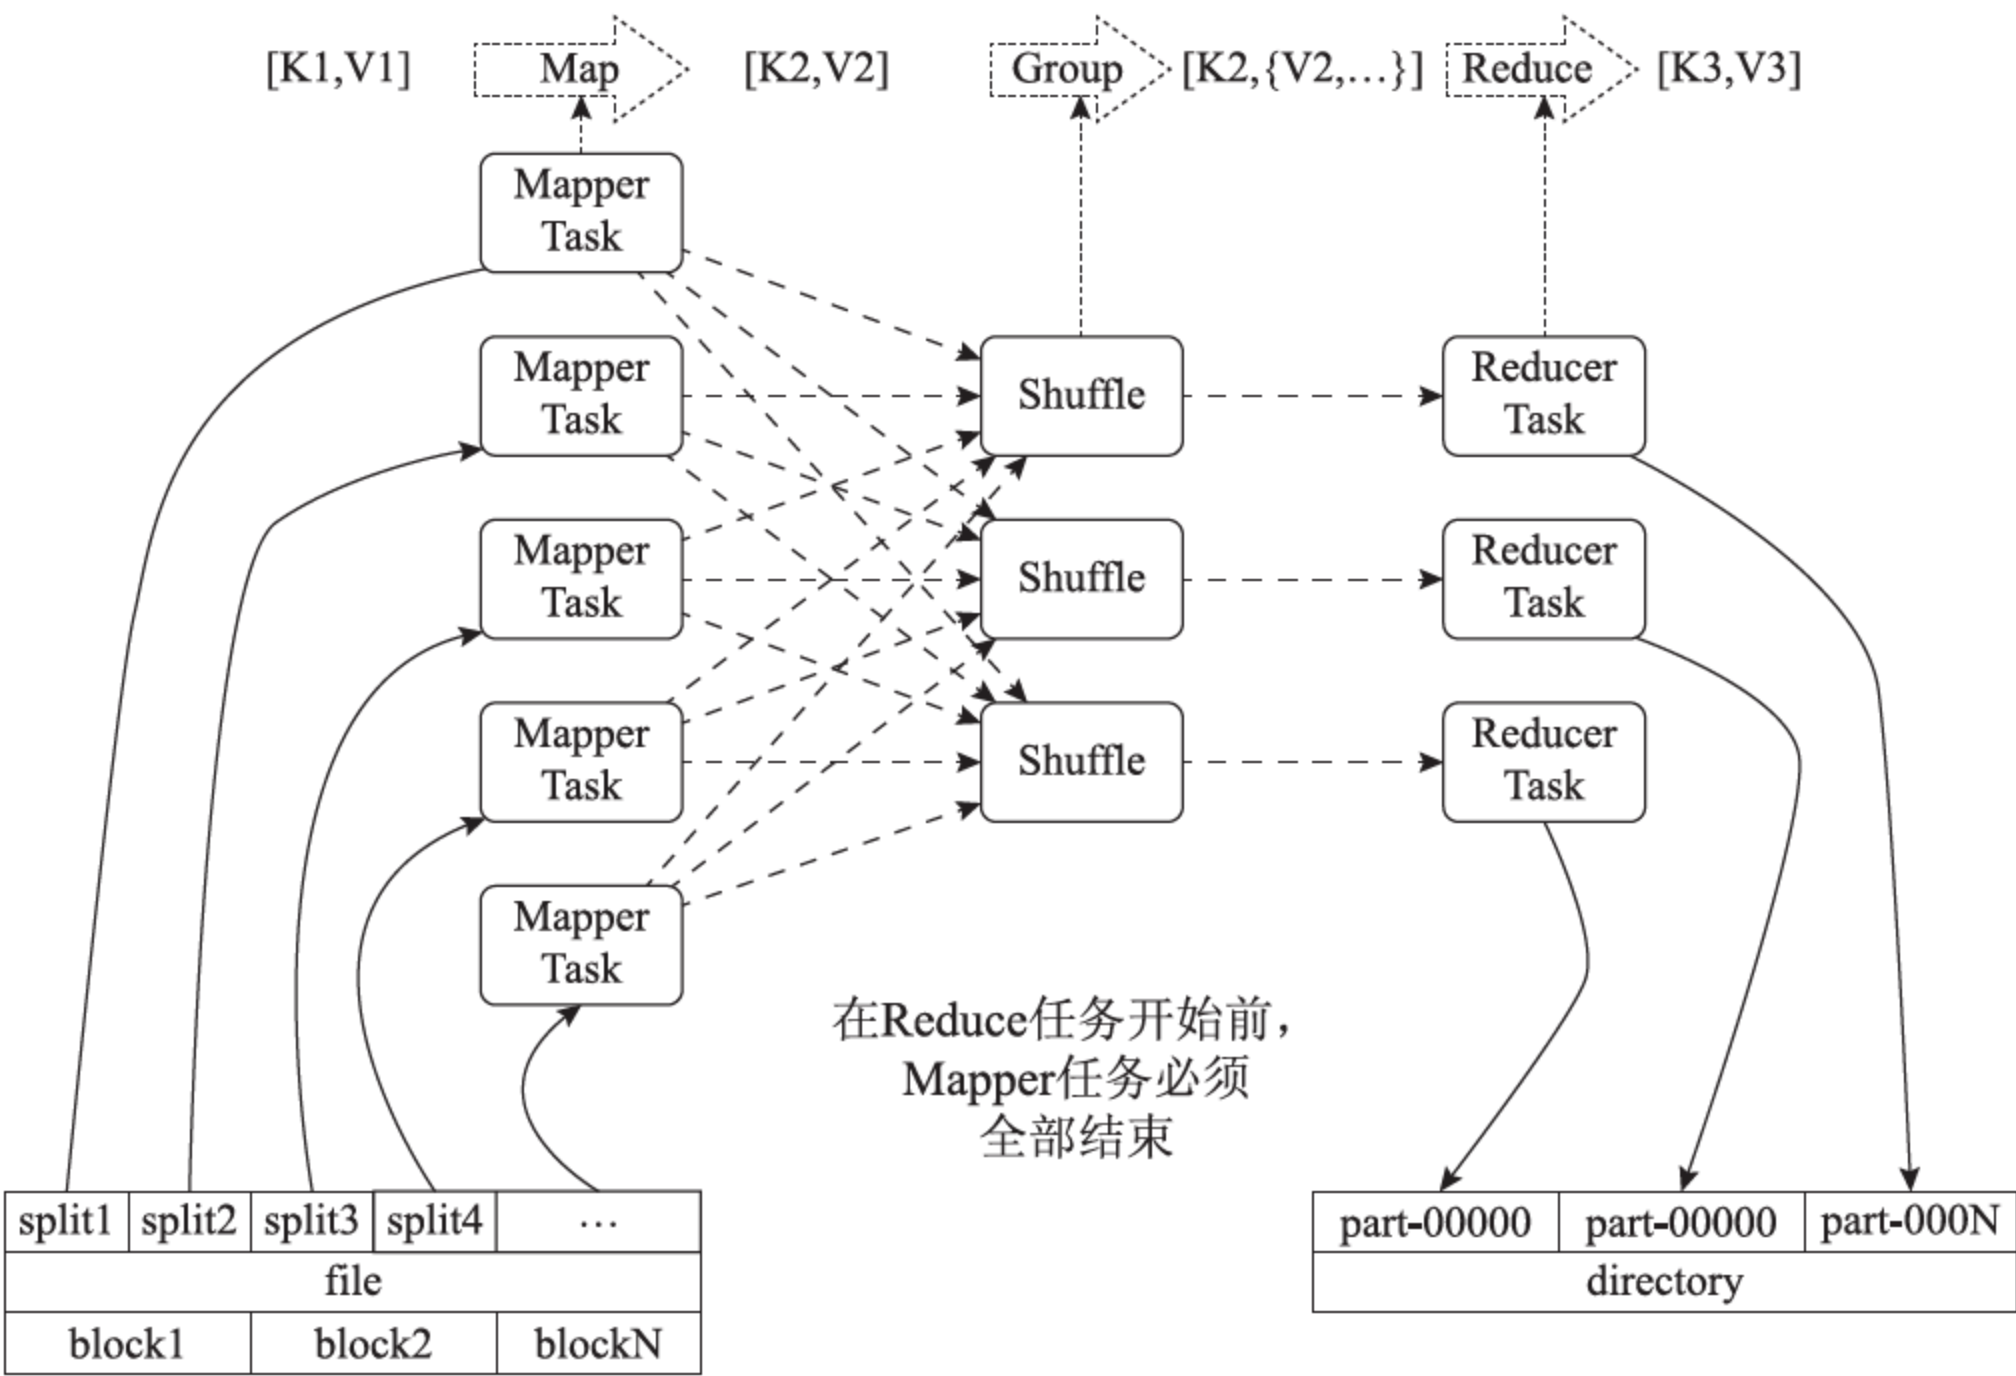 [K1,V1] Map [K2,V2] Group [K2,{V2,…}] Reduce [K3,V3]
Mapper
Task
Mapper
Task
Shuffle
Reducer
Task
Mapper
Task
Shuffle
Reducer
Task
Mapper
Task
Shuffle
Reducer
Task
Mapper
Task
在Reduce任务开始前，
Mapper任务必须
全部结束
split1 split2 split3 split4 …
file
block1 block2 blockN
part-00000 part-00000 part-000N
directory